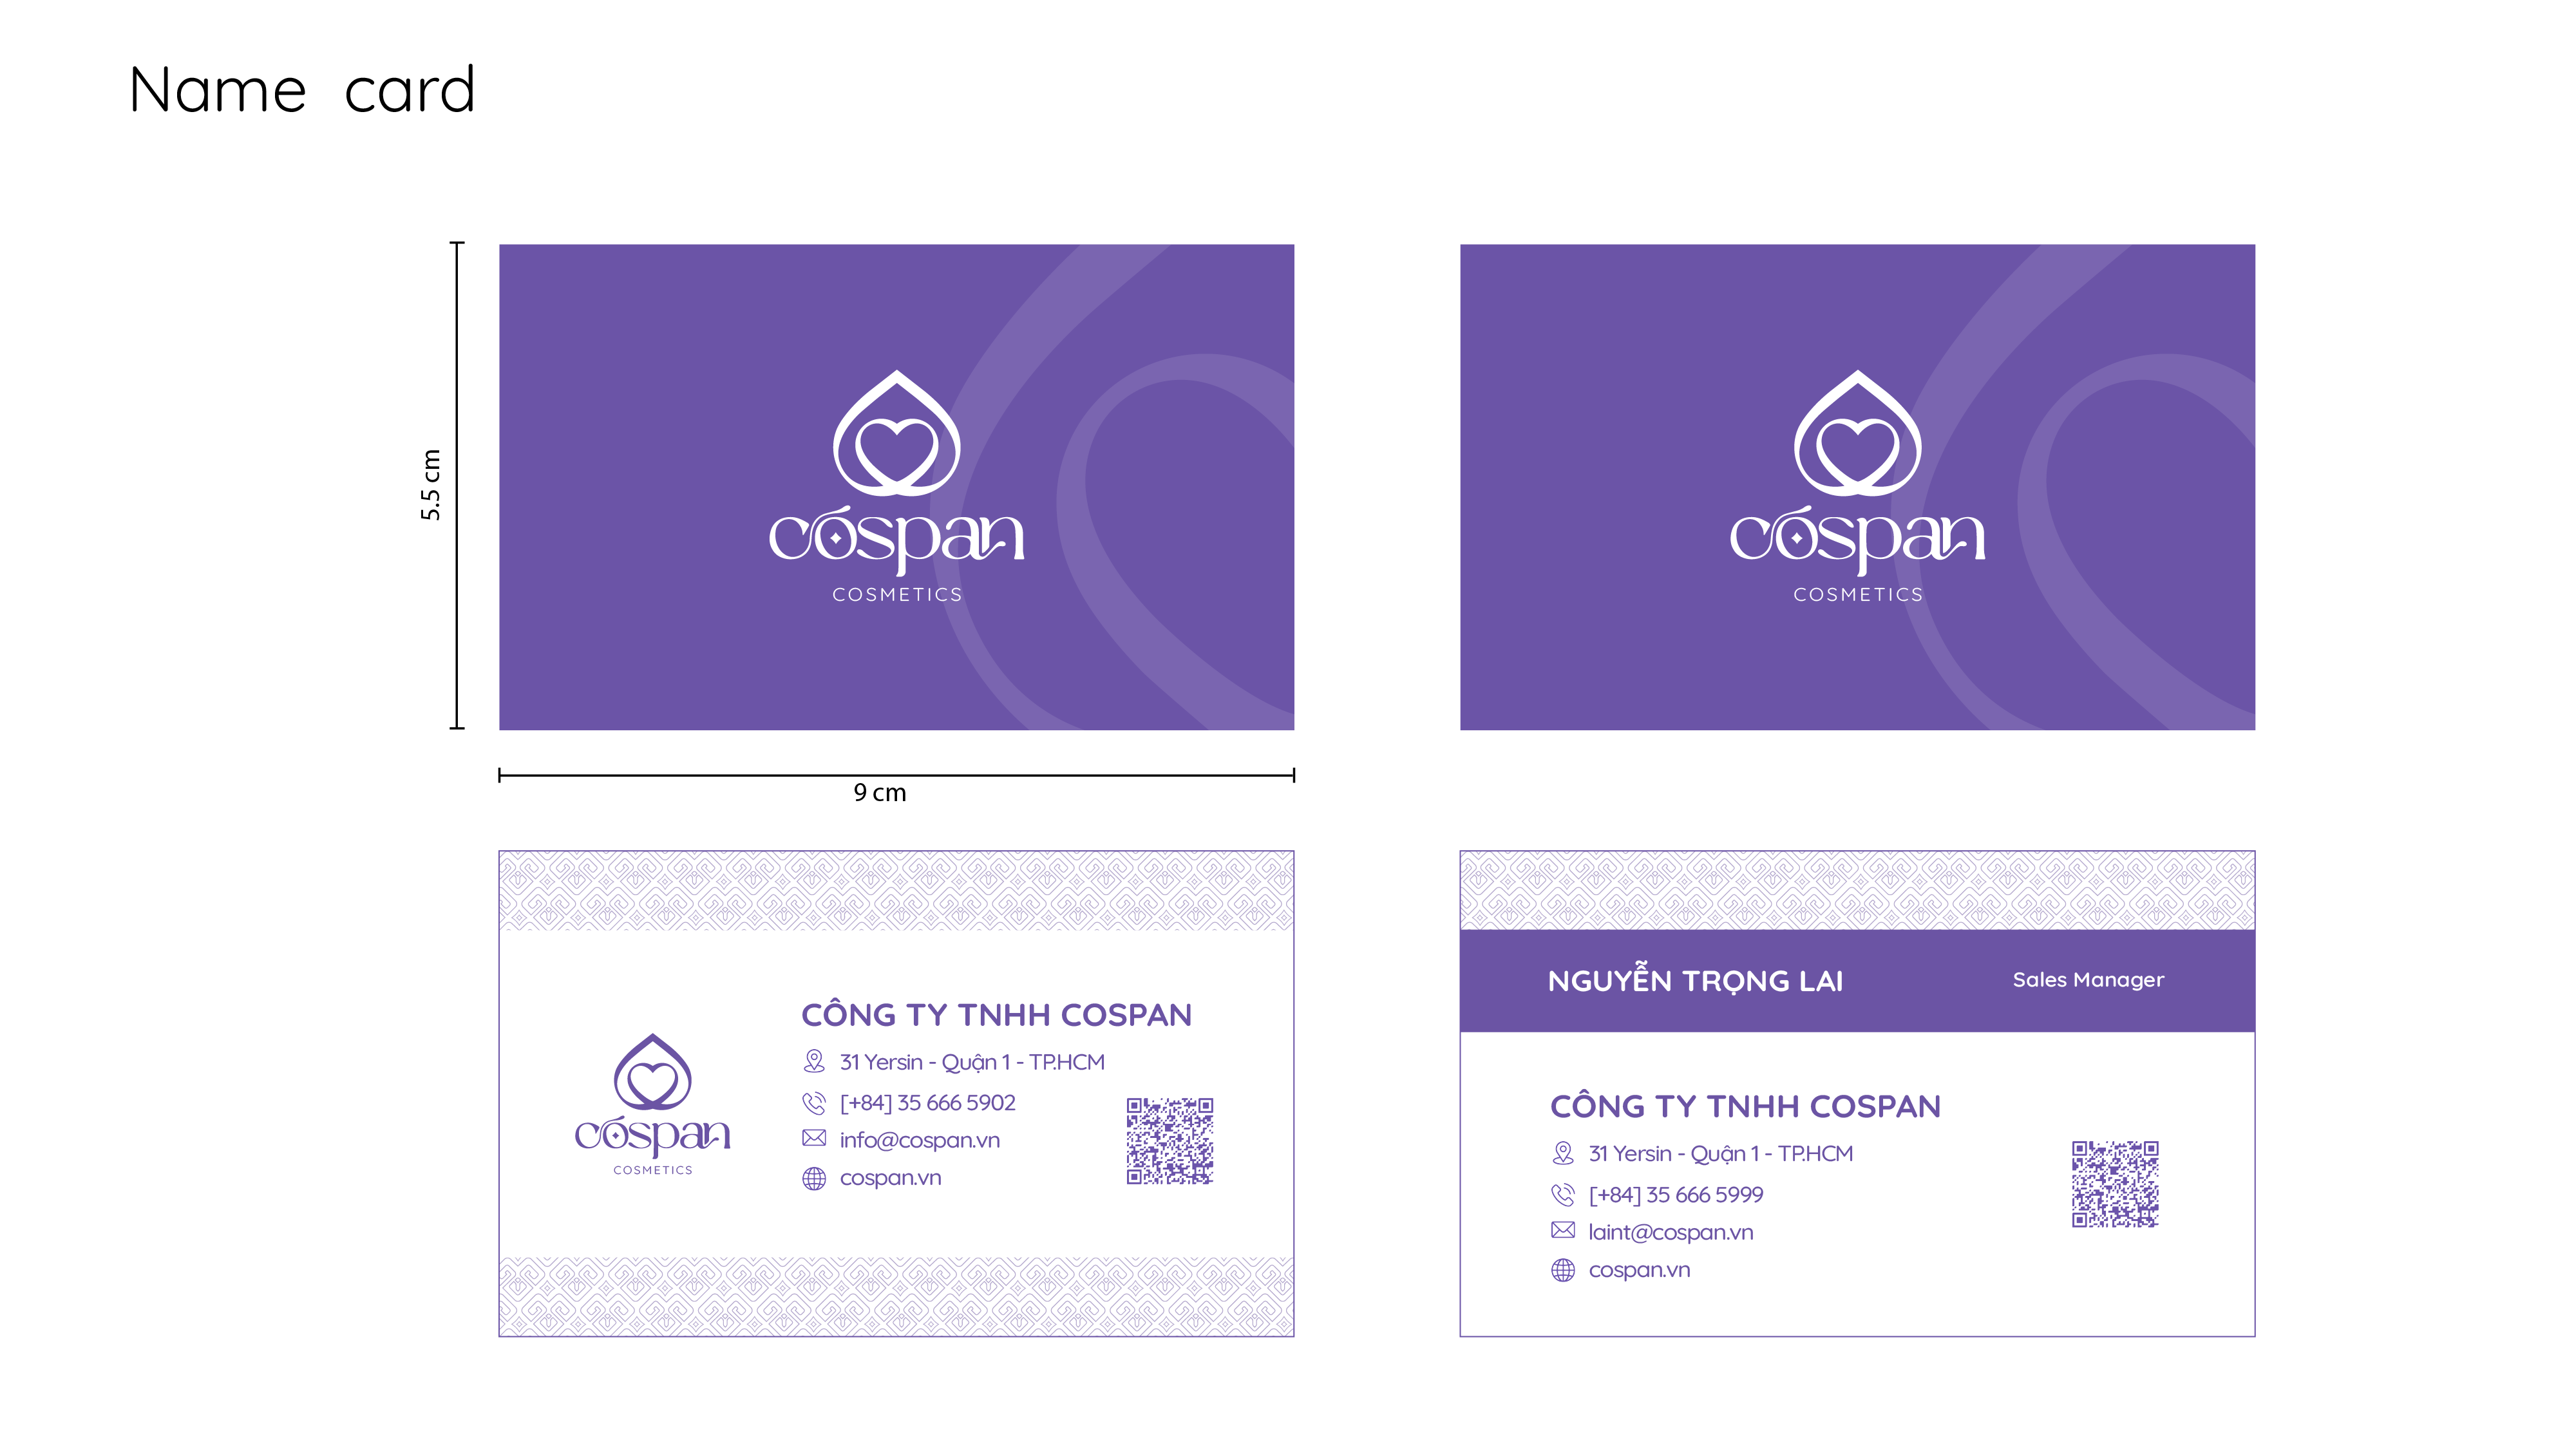 Name card
5.5 cm
cóspan
COSMETICS
cóspan
COSMETICS
9 cm
cóspan
COSMETICS
CÔNG TY TNHH COSPAN
31 Yersin - Quận 1 - TP.HCM
[+84] 35 666 5902
info@cospan.vn
cospan.vn
NGUYỄN TRỌNG LAI
Sales Manager
CÔNG TY TNHH COSPAN
31 Yersin - Quận 1 - TP.HCM
[+84] 35 666 5999
laint@cospan.vn
cospan.vn